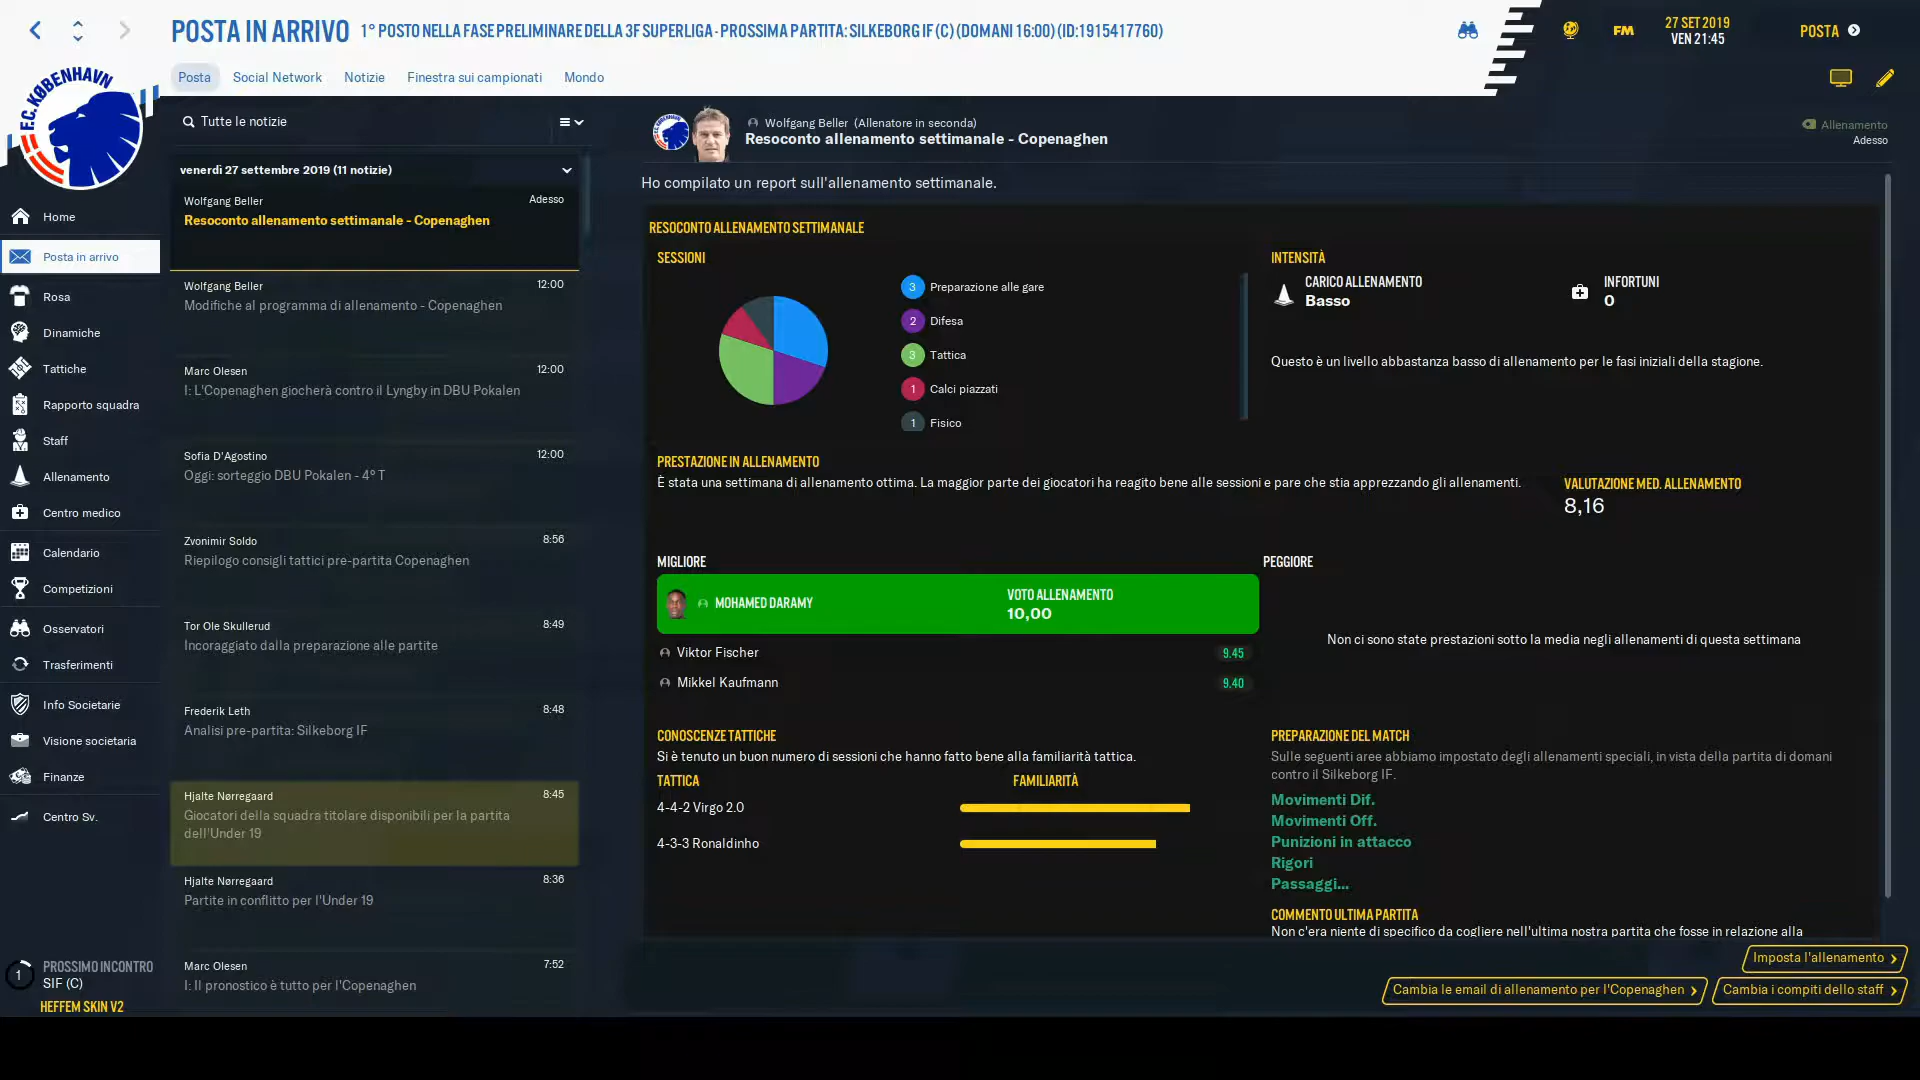 POSTA IN ARRIVO
1° POSTO NELLA FASE PRELIMINARE DELLA 3F SUPERLIGA - PROSSIMA PARTITA: SILKEBORG IF (C) (DOMANI 16:00) (ID:1915417760)
FM
27 SET 2019
VEN 21:45
POSTA
Posta
Social Network
Notizie
Finestra sui campionati
Mondo
F.C. KØBENHAVN
Home
Posta in arrivo
Rosa
Dinamiche
Tattiche
Rapporto squadra
Staff
Allenamento
Centro medico
Calendario
Competizioni
Osservatori
Trasferimenti
Info Societarie
Visione societaria
Finanze
Centro Sv.
1
PROSSIMO INCONTRO
SIF (C)
HEFFEM SKIN V2
Tutte le notizie
venerdì 27 settembre 2019 (11 notizie)
Wolfgang Beller
Adesso
Resoconto allenamento settimanale - Copenaghen
Wolfgang Beller
12:00
Modifiche al programma di allenamento - Copenaghen
Marc Olesen
12:00
I: L'Copenaghen giocherà contro il Lyngby in DBU Pokalen
Sofia D'Agostino
12:00
Oggi: sorteggio DBU Pokalen - 4° T
Zvonimir Soldo
8:56
Riepilogo consigli tattici pre-partita Copenaghen
Tor Ole Skullerud
8:49
Incoraggiato dalla preparazione alle partite
Frederik Leth
8:48
Analisi pre-partita: Silkeborg IF
Hjalte Nørregaard
8:45
Giocatori della squadra titolare disponibili per la partita
dell'Under 19
Hjalte Nørregaard
8:36
Partite in conflitto per l'Under 19
Marc Olesen
7:52
I: Il pronostico è tutto per l'Copenaghen
Wolfgang Beller (Allenatore in seconda)
Resoconto allenamento settimanale - Copenaghen
Allenamento
Adesso
Ho compilato un report sull'allenamento settimanale.
RESOCONTO ALLENAMENTO SETTIMANALE
SESSIONI
3 Preparazione alle gare
2 Difesa
3 Tattica
1 Calci piazzati
1 Fisico
INTENSITÀ
CARICO ALLENAMENTO
Basso
INFORTUNI
0
Questo è un livello abbastanza basso di allenamento per le fasi iniziali della stagione.
PRESTAZIONE IN ALLENAMENTO
È stata una settimana di allenamento ottima. La maggior parte dei giocatori ha reagito bene alle sessioni e pare che stia apprezzando gli allenamenti.
VALUTAZIONE MED. ALLENAMENTO
8,16
MIGLIORE
MOHAMED DARAMY
VOTO ALLENAMENTO
10,00
Viktor Fischer
9.45
Mikkel Kaufmann
9.40
PEGGIORE
Non ci sono state prestazioni sotto la media negli allenamenti di questa settimana
CONOSCENZE TATTICHE
Si è tenuto un buon numero di sessioni che hanno fatto bene alla familiarità tattica.
TATTICA
FAMILIARITÀ
4-4-2 Virgo 2.0
4-3-3 Ronaldinho
PREPARAZIONE DEL MATCH
Sulle seguenti aree abbiamo impostato degli allenamenti speciali, in vista della partita di domani
contro il Silkeborg IF.
Movimenti Dif.
Movimenti Off.
Punizioni in attacco
Rigori
Passaggi...
COMMENTO ULTIMA PARTITA
Non c'era niente di specifico da cogliere nell'ultima nostra partita che fosse in relazione alla
Imposta l'allenamento
Cambia le email di allenamento per l'Copenaghen
Cambia i compiti dello staff